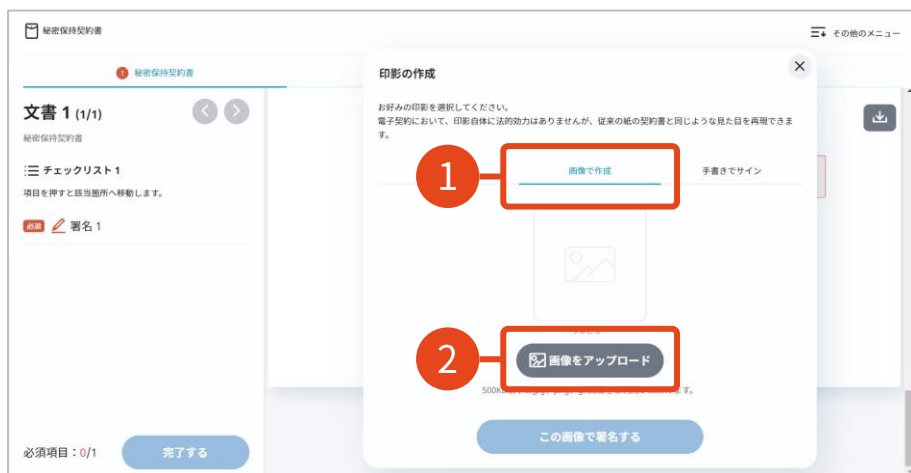 秘密保持契約書
その他のメニュー
1 秘密保持契約書
文書 1 (1/1)
秘密保持契約書
チェックリスト 1
項目を押すと該当箇所へ移動します。
必須 署名 1
必須項目：0/1
完了する
印影の作成
お好みの印影を選択してください。
電子契約において、印影自体に法的効力はありませんが、従来の紙の契約書と同じような見た目を再現できま
す。
1
画像で作成
手書きでサイン
2
画像をアップロード
ます。
この画像で署名する